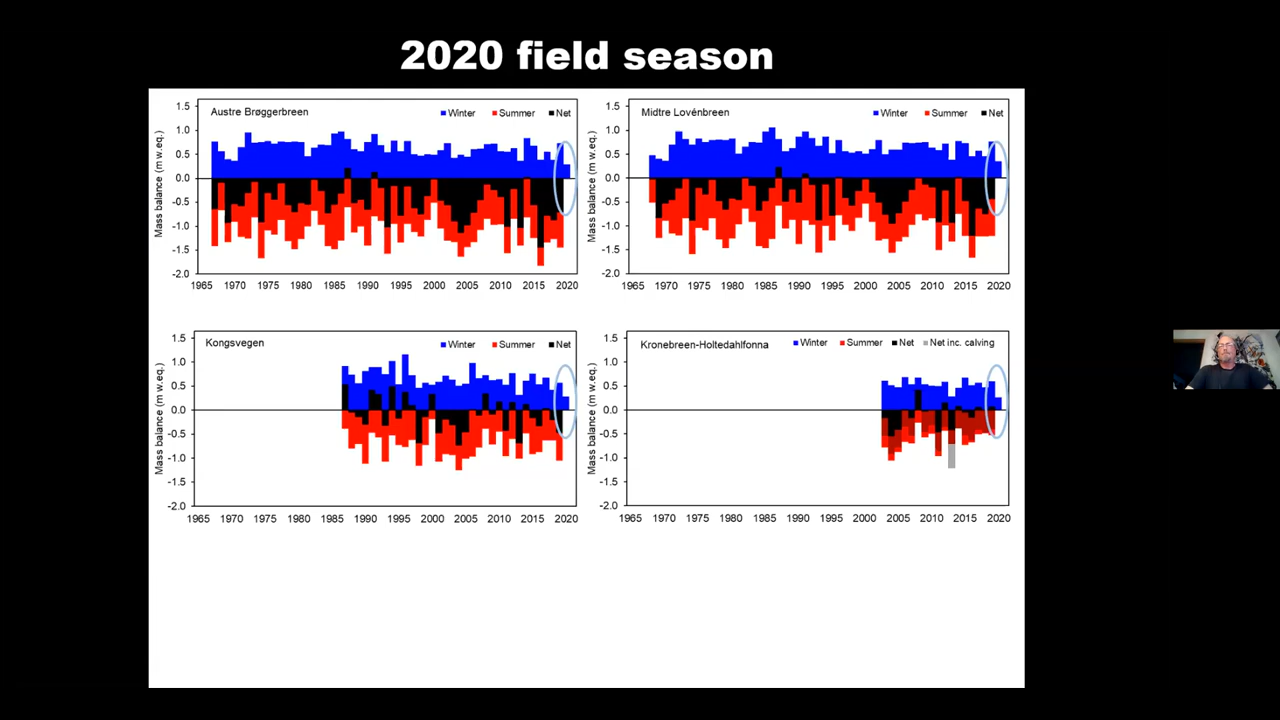 2020 field season
Austre Brøggerbreen
Winter Summer Net
Mass balance (m w.eq.)
1.5
1.0
0.5
0.0
-0.5
-1.0
-1.5
-2.0
1965 1970 1975 1980 1985 1990 1995 2000 2005 2010 2015 2020
Midtre Lovénbreen
Winter Summer Net
Mass balance (m w.eq.)
1.5
1.0
0.5
0.0
-0.5
-1.0
-1.5
-2.0
1965 1970 1975 1980 1985 1990 1995 2000 2005 2010 2015 2020
Kongsvegen
Winter Summer Net
Mass balance (m w.eq.)
1.5
1.0
0.5
0.0
-0.5
-1.0
-1.5
-2.0
1965 1970 1975 1980 1985 1990 1995 2000 2005 2010 2015 2020
Kronebreen-Holtedahlfonna
Winter Summer Net Net inc. calving
Mass balance (m w.eq.)
1.5
1.0
0.5
0.0
-0.5
-1.0
-1.5
-2.0
1965 1970 1975 1980 1985 1990 1995 2000 2005 2010 2015 2020